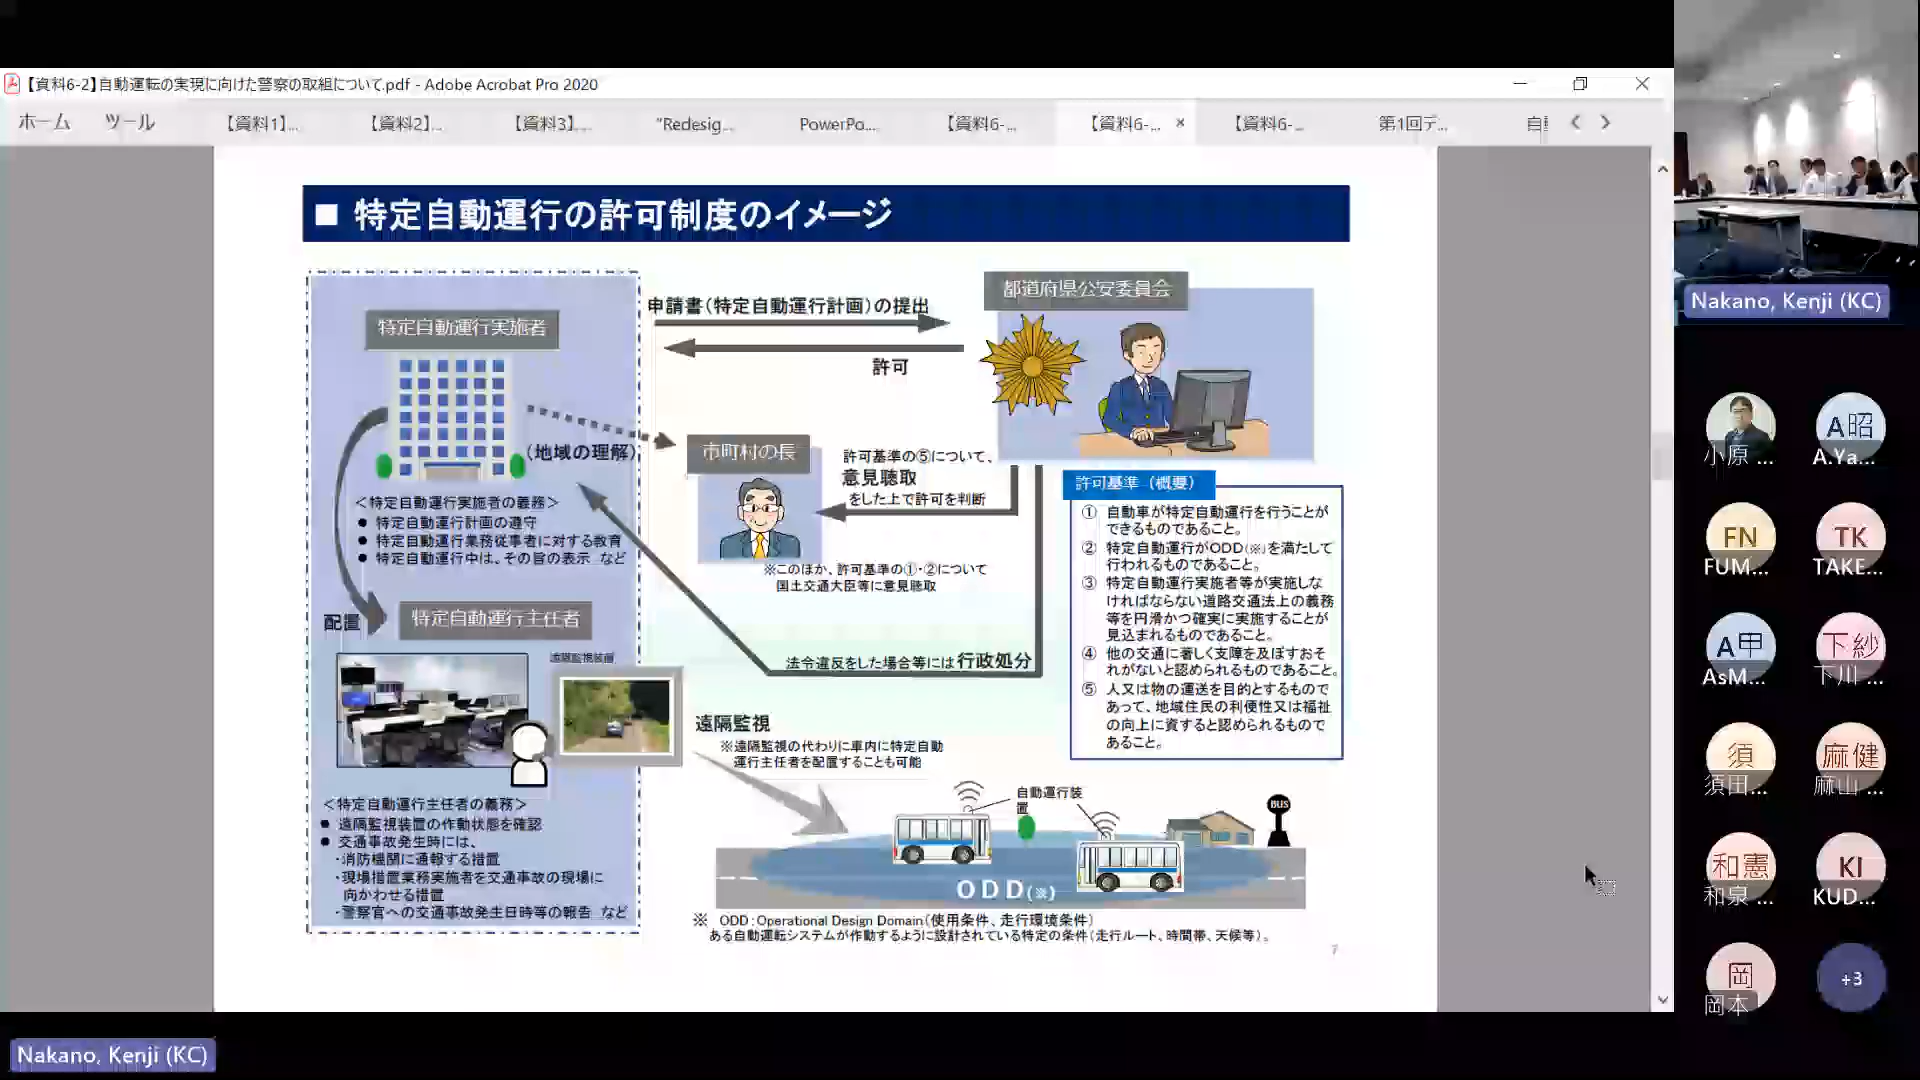 【資料6-2】自動運転の実現に向けた警察の取組について.pdf - Adobe Acrobat Pro 2020
ホーム
ツール
【資料1】...
【資料2】...
【資料3】...
"Redesig...
PowerPo...
【資料6-...
【資料6-...
【資料6-...
第1回デ...
■ 特定自動運行の許可制度のイメージ
特定自動運行実施者
申請書(特定自動運行計画)の提出
許可
都道府県公安委員会
(地域の理解)
市町村の長
許可基準の⑤について、
意見聴取
をした上で許可を判断
※このほか、許可基準の①・②について
国土交通大臣等に意見聴取
<特定自動運行実施者の義務>
● 特定自動運行計画の遵守
● 特定自動運行業務従事者に対する教育
● 特定自動運行中は、その旨の表示 など
配置
特定自動運行主任者
遠隔監視装置
法令違反をした場合等には行政処分
許可基準(概要)
① 自動車が特定自動運行を行うことが
できるものであること。
② 特定自動運行がODD(※)を満たして
行われるものであること。
③ 特定自動運行実施者等が実施しな
ければならない道路交通法上の義務
等を円滑かつ確実に実施することが
見込まれるものであること。
④ 他の交通に著しく支障を及ぼすおそ
れがないと認められるものであること。
⑤ 人又は物の運送を目的とするもので
あって、地域住民の利便性又は福祉
の向上に資すると認められるもので
あること。
遠隔監視
※遠隔監視の代わりに車内に特定自動
運行主任者を配置することも可能
<特定自動運行主任者の義務>
● 遠隔監視装置の作動状態を確認
● 交通事故発生時には、
・消防機関に通報する措置
・現場措置業務実施者を交通事故の現場に
向かわせる措置
・警察官への交通事故発生日時等の報告 など
自動運行装
置
BUS
ODD(※)
※ ODD:Operational Design Domain(使用条件、走行環境条件)
ある自動運転システムが作動するように設計されている特定の条件(走行ルート、時間帯、天候等)。
7
Nakano, Kenji (KC)
小原 ...
A昭
A.Ya...
FN
FUM...
TK
TAKE...
A甲
AsM...
下紗
下川 ...
須
須田...
麻健
麻山 ...
和憲
和泉 ...
KI
KUD...
岡
岡本
+3
Nakano, Kenji (KC)